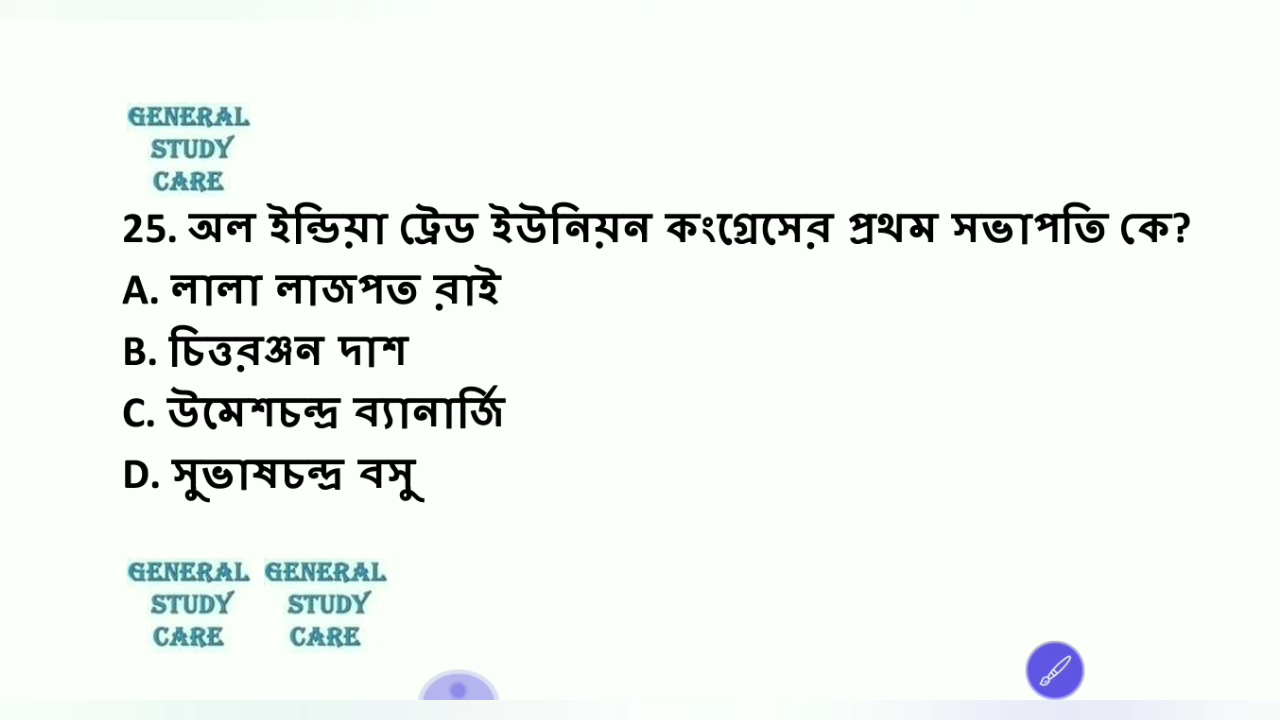 GENERAL
STUDY
CARE
25. অল ইন্ডিয়া ট্রেড ইউনিয়ন কংগ্রেসের প্রথম সভাপতি কে?
A. লালা লাজপত রাই
B. চিত্তরঞ্জন দাশ
C. উমেশচন্দ্র ব্যানার্জি
D. সুভাষচন্দ্র বসু
GENERAL GENERAL
STUDY STUDY
CARE CARE